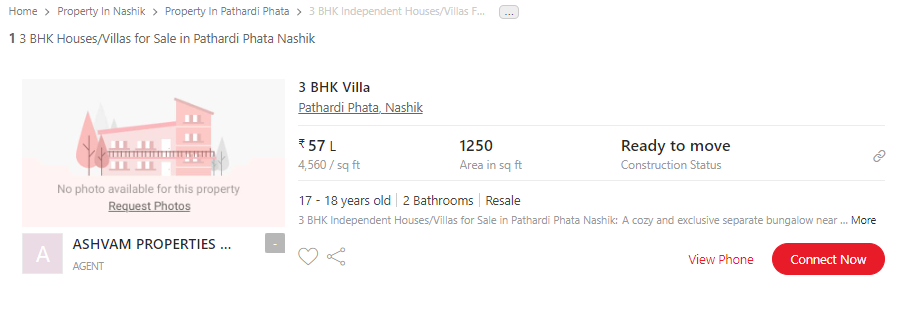 Home > Property In Nashik > Property In Pathardi Phata > 3 BHK Independent Houses/Villas F... ...
1 3 BHK Houses/Villas for Sale in Pathardi Phata Nashik
No photo available for this property
Request Photos
A ASHVAM PROPERTIES ... -
AGENT
3 BHK Villa
Pathardi Phata, Nashik
₹ 57 L 1250 Ready to move
4,560 / sq ft Area in sq ft Construction Status
17 - 18 years old 2 Bathrooms Resale
3 BHK Independent Houses/Villas for Sale in Pathardi Phata Nashik: A cozy and exclusive separate bungalow near ... More
View Phone Connect Now